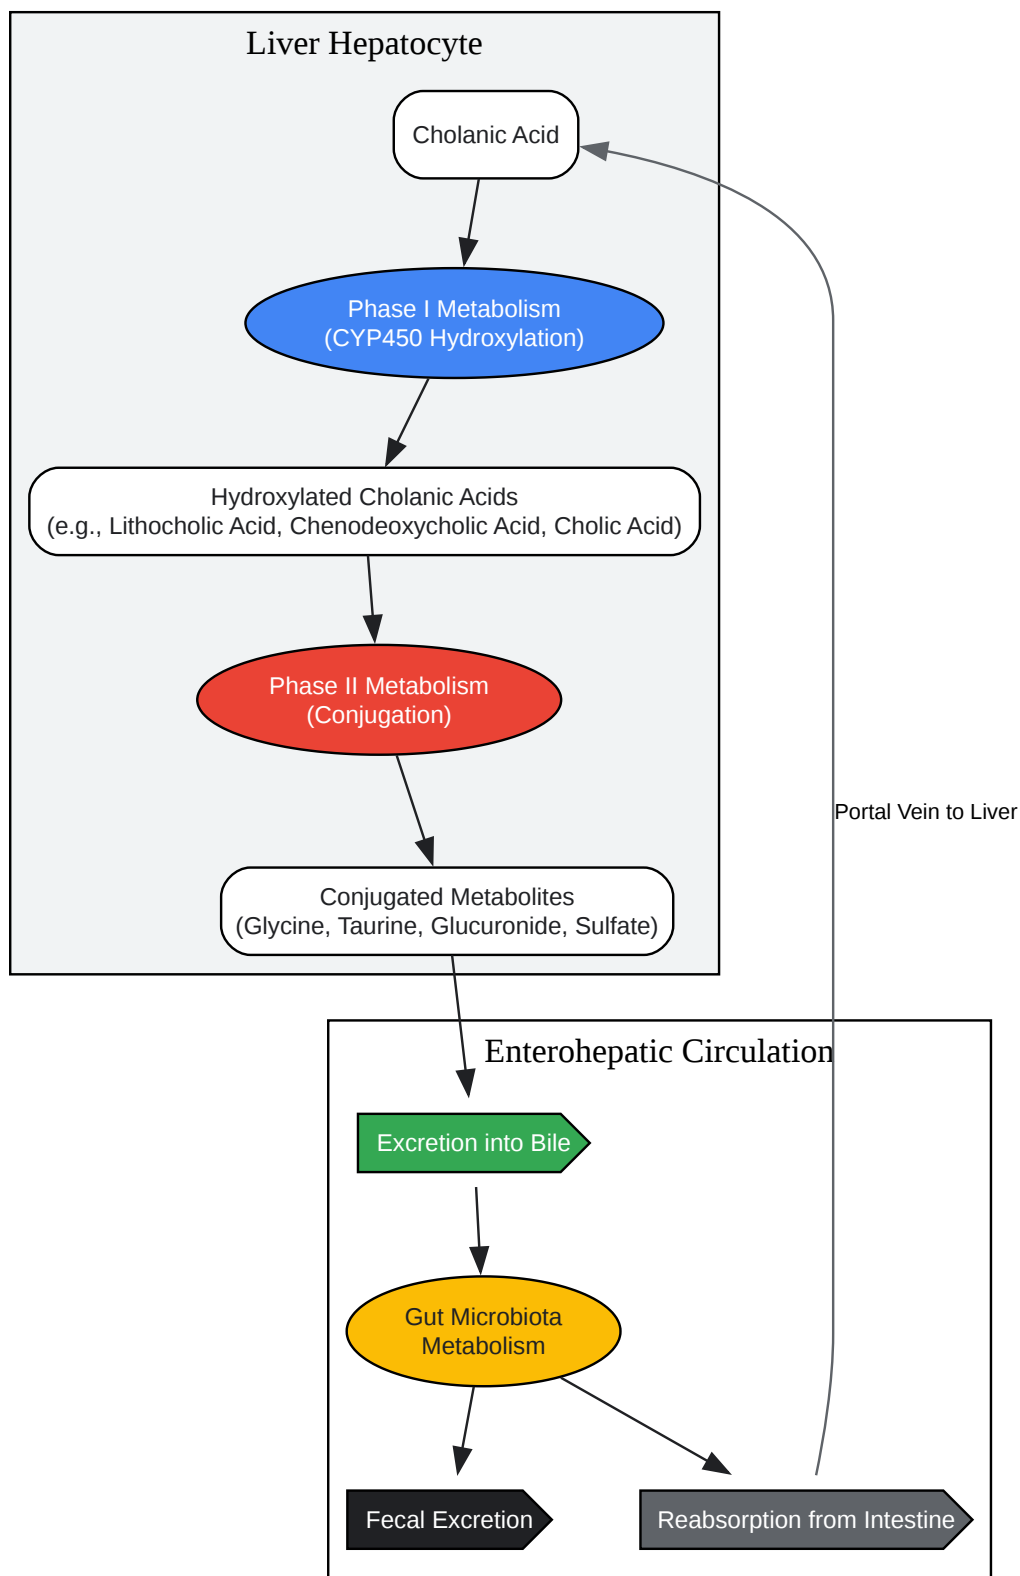 Liver Hepatocyte
Cholanic Acid
Phase I Metabolism
(CYP450 Hydroxylation)
Hydroxylated Cholanic Acids
(e.g., Lithocholic Acid, Chenodeoxycholic Acid, Cholic Acid)
Phase II Metabolism
(Conjugation)
Portal Vein to Liver
Conjugated Metabolites
(Glycine, Taurine, Glucuronide, Sulfate)
Enterohepatic Circulation
Excretion into Bile
Gut Microbiota
Metabolism
Fecal Excretion
Reabsorption from Intestine